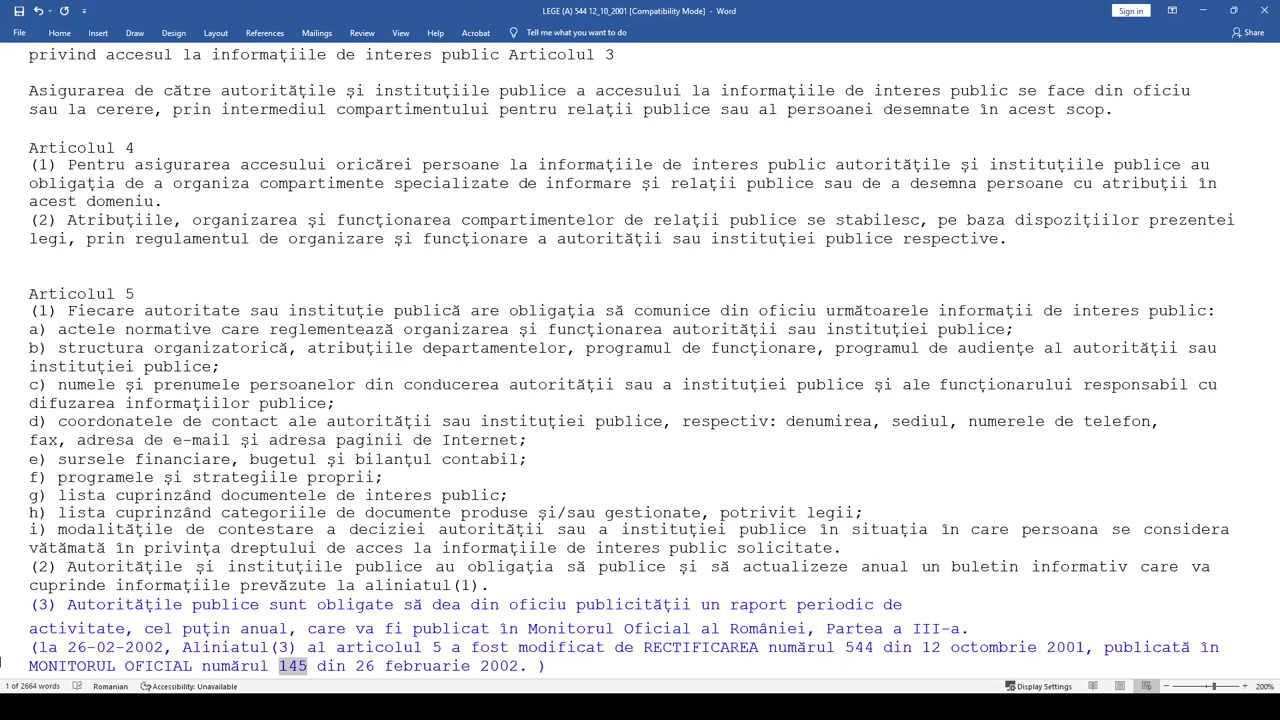 LEGE (A) 544 12_10_2001 [Compatibility Mode] - Word
Sign in
File Home Insert Draw Design Layout References Mailings Review View Help Acrobat Tell me what you want to do Share
privind accesul la informațiile de interes public Articolul 3
Asigurarea de către autoritățile și instituțiile publice a accesului la informațiile de interes public se face din oficiu
sau la cerere, prin intermediul compartimentului pentru relații publice sau al persoanei desemnate în acest scop.
Articolul 4
(1) Pentru asigurarea accesului oricărei persoane la informațiile de interes public autoritățile și instituțiile publice au
obligația de a organiza compartimente specializate de informare și relații publice sau de a desemna persoane cu atribuții în
acest domeniu.
(2) Atribuțiile, organizarea și funcționarea compartimentelor de relații publice se stabilesc, pe baza dispozițiilor prezentei
legi, prin regulamentul de organizare și funcționare a autorității sau instituției publice respective.
Articolul 5
(1) Fiecare autoritate sau instituție publică are obligația să comunice din oficiu următoarele informații de interes public:
a) actele normative care reglementează organizarea și funcționarea autorității sau instituției publice;
b) structura organizatorică, atribuțiile departamentelor, programul de funcționare, programul de audiențe al autorității sau
instituției publice;
c) numele și prenumele persoanelor din conducerea autorității sau a instituției publice și ale funcționarului responsabil cu
difuzarea informațiilor publice;
d) coordonatele de contact ale autorității sau instituției publice, respectiv: denumirea, sediul, numerele de telefon,
fax, adresa de e-mail și adresa paginii de Internet;
e) sursele financiare, bugetul și bilanțul contabil;
f) programele și strategiile proprii;
g) lista cuprinzând documentele de interes public;
h) lista cuprinzând categoriile de documente produse și/sau gestionate, potrivit legii;
i) modalitățile de contestare a deciziei autorității sau a instituției publice în situația în care persoana se considera
vătămată în privința dreptului de acces la informațiile de interes public solicitate.
(2) Autoritățile și instituțiile publice au obligația să publice și să actualizeze anual un buletin informativ care va
cuprinde informațiile prevăzute la aliniatul(1).
(3) Autoritățile publice sunt obligate să dea din oficiu publicității un raport periodic de
activitate, cel puțin anual, care va fi publicat în Monitorul Oficial al României, Partea a III-a.
(la 26-02-2002, Aliniatul(3) al articolul 5 a fost modificat de RECTIFICAREA numărul 544 din 12 octombrie 2001, publicată în
MONITORUL OFICIAL numărul 145 din 26 februarie 2002. )
1 of 2664 words Romanian Accessibility: Unavailable Display Settings 200%